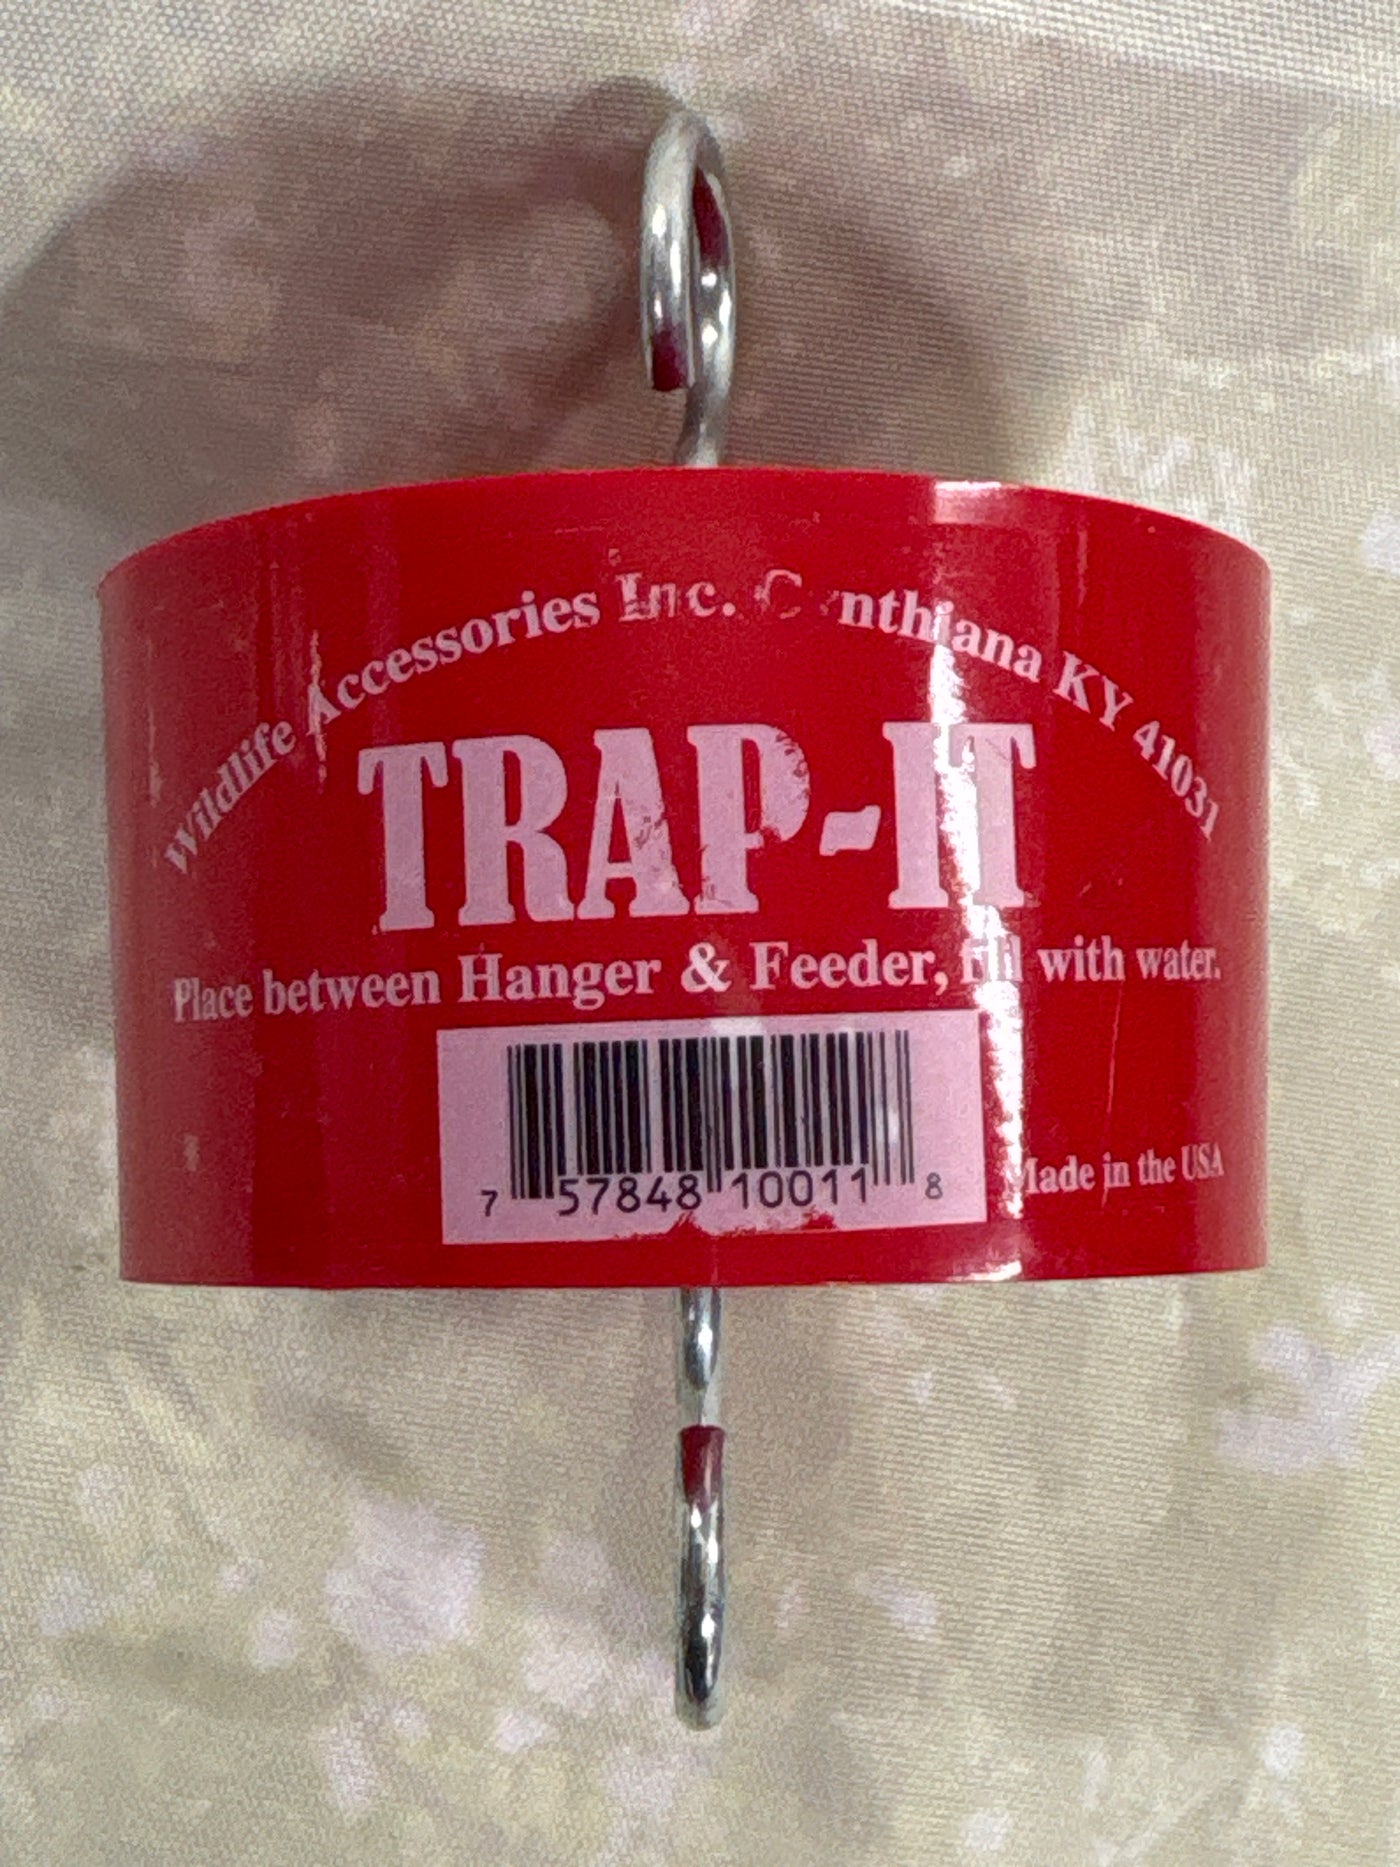 Wildlife Accessories Inc. Cynthiana KY 41031
TRAP-IT
Place between Hanger & Feeder, fill with water.
7 57848 10011 8
Made in the USA